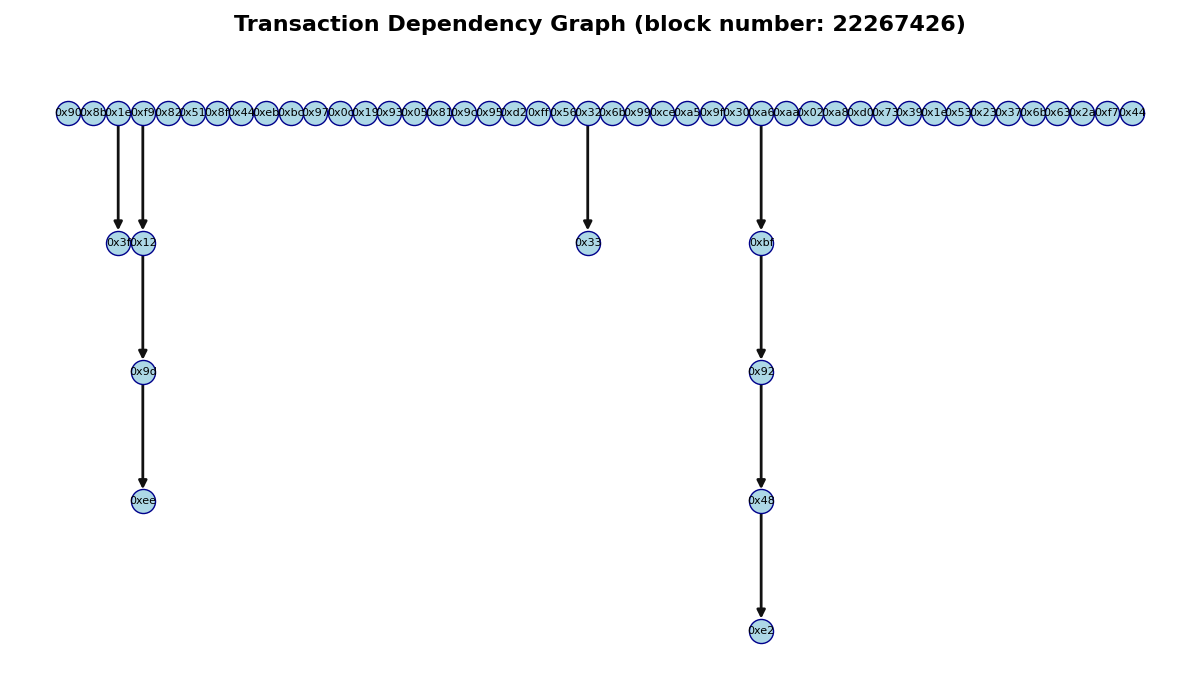 Transaction Dependency Graph (block number: 22267426)
0x90 0x8b 0x1e 0xf9 0x82 0x51 0x8f 0x44 0xeb 0xbc 0x97 0x0c 0x19 0x93 0x05 0x81 0x9c 0x95 0xd2 0xff 0x56 0x32 0x6b 0x99 0xce 0xa5 0x9f 0x30 0xa6 0xaa 0x02 0xa8 0xd0 0x73 0x39 0x1e 0x53 0x23 0x37 0x6b 0x63 0x2a 0xf7 0x44
0x3f 0x12 0x33 0xbf
0x9d 0x92
0xee 0x48
0xe2